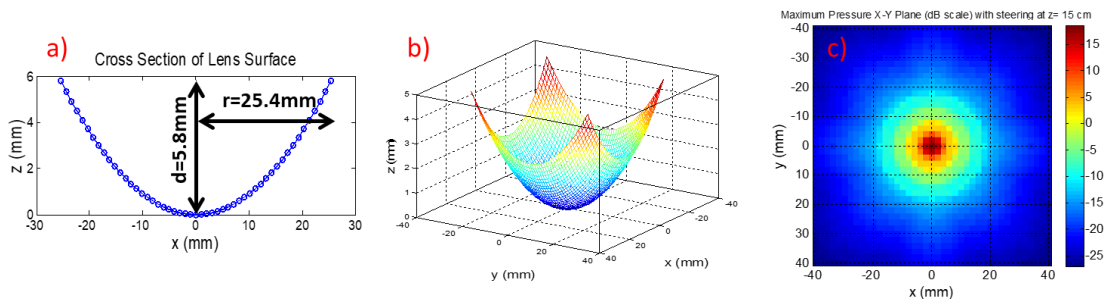 a)
Cross Section of Lens Surface
6
4
2
0
z (mm)
d=5.8mm
r=25.4mm
-30 -20 -10 0 10 20 30
x (mm)
b)
5
4
3
2
1
0
z (mm)
-40
-20
0
20
40
y (mm)
40
20
0
-20
-40
x (mm)
Maximum Pressure X-Y Plane (dB scale) with steering at z= 15 cm
c)
-40
-30
-20
-10
0
10
20
30
40
y (mm)
-40 -20 0 20 40
x (mm)
15
10
5
0
-5
-10
-15
-20
-25